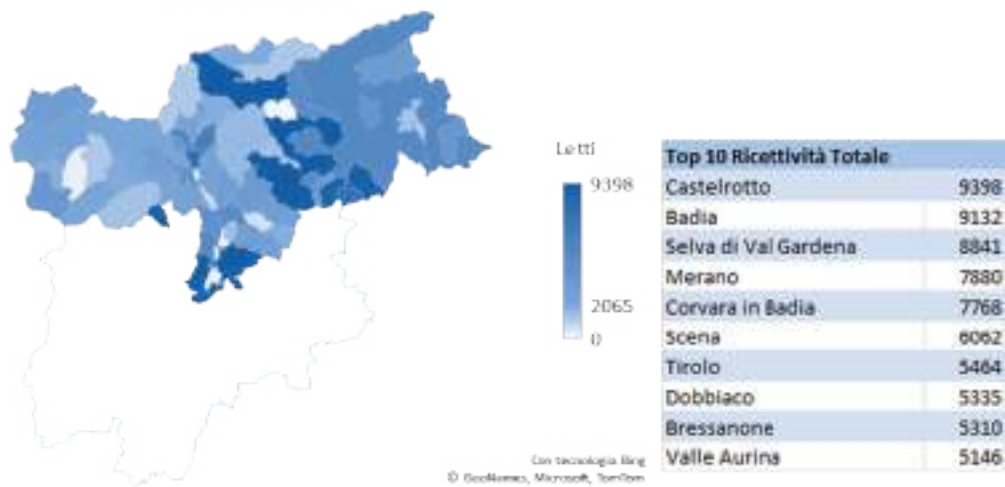 Letti
9398
2065
0
Con tecnologia Bing
© GeoNames, Microsoft, TomTom
Top 10 Ricettività Totale
Castelrotto 9398
Badia 9132
Selva di Val Gardena 8841
Merano 7880
Corvara in Badia 7768
Scena 6062
Tirolo 5464
Dobbiaco 5335
Bressanone 5310
Valle Aurina 5146